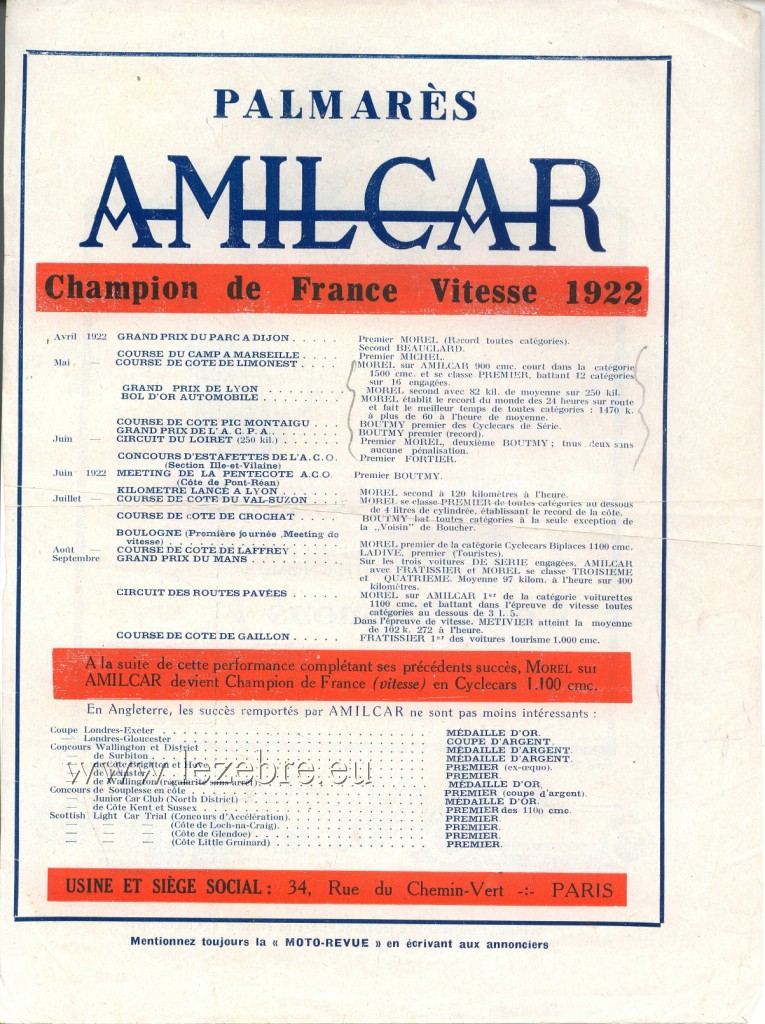 PALMARÈS
AMILCAR
Champion de France Vitesse 1922
Avril 1922 GRAND PRIX DU PARC A DIJON . . . . . Premier MOREL (Record toutes catégories).
Second BEAUCLARD.
COURSE DU CAMP A MARSEILLE . . . . . Premier MICHEL.
Mai — COURSE DE COTE DE LIMONEST . . . . MOREL sur AMILCAR 900 cmc. court dans la catégorie
1500 cmc. et se classe PREMIER, battant 12 catégories
sur 16 engagées.
GRAND PRIX DE LYON . . . . . MOREL second avec 82 kil. de moyenne sur 250 kil.
BOL D'OR AUTOMOBILE . . . . . MOREL établit le record du monde des 24 heures sur route
et fait le meilleur temps de toutes catégories : 1470 k.
à plus de 60 à l'heure de moyenne.
COURSE DE COTE PIC MONTAIGU . . . . BOUTMY premier des Cyclecars de Série.
GRAND PRIX DE L'A. C. P.A. . . . . . BOUTMY premier (record).
Juin — CIRCUIT DU LOIRET (250 kil.) . . . . . Premier MOREL, deuxième BOUTMY ; tous deux sans
aucune pénalisation.
CONCOURS D'ESTAFETTES DE L'A.C.O. Premier FORTIER.
(Section Ille-et-Vilaine)
Juin 1922 MEETING DE LA PENTECOTE A.C.O. Premier BOUTMY.
(Côte de Pont-Réan)
KILOMETRE LANCÉ A LYON . . . . . MOREL second à 120 kilomètres à l'heure.
Juillet — COURSE DE COTE DU VAL-SUZON . . . . MOREL se classe PREMIER de toutes catégories au dessous
de 4 litres de cylindrée, établissant le record de la côte.
COURSE DE COTE DE CROCHAT . . . . . BOUTMY bat toutes catégories à la seule exception de
la „Voisin" de Boucher.
BOULOGNE (Première journée Meeting de
vitesse) . . . . . MOREL premier de la catégorie Cyclecars Biplaces 1100 cmc.
Août — COURSE DE COTE DE LAFFREY . . . . . LADIVE, premier (Touristes).
Septembre GRAND PRIX DU MANS . . . . . Sur les trois voitures DE SERIE engagées, AMILCAR
avec FRATISSIER et MOREL se classe TROISIEME
et QUATRIEME. Moyenne 97 kilom. à l'heure sur 400
kilomètres.
CIRCUIT DES ROUTES PAVÉES . . . . . MOREL sur AMILCAR 1er de la catégorie voiturettes
1100 cmc. et battant dans l'épreuve de vitesse toutes
catégories au dessous de 3 l. 5.
Dans l'épreuve de vitesse. METIVIER atteint la moyenne
de 102 k. 272 à l'heure.
COURSE DE COTE DE GAILLON . . . . . FRATISSIER 1er des voitures tourisme 1.000 cmc.
A la suite de cette performance complétant ses précédents succès, MOREL sur
AMILCAR devient Champion de France (vitesse) en Cyclecars 1.100 cmc.
En Angleterre, les succès remportés par AMILCAR ne sont pas moins intéressants :
Coupe Londres-Exeter . . . . . MÉDAILLE D'OR.
— Londres-Gloucester . . . . . COUPE D'ARGENT.
Concours Wallington et District . . . . . MÉDAILLE D'ARGENT.
— de Surbiton . . . . . MÉDAILLE D'ARGENT.
— de Cote Brighton et Hove . . . . . PREMIER (ex-æquo).
PREMIER.
— de Wallington (régularité sans arrêt) . . . . . MÉDAILLE D'OR.
Concours de Souplesse en côte . . . . . PREMIER (coupe d'argent).
— Junior Car Club (North District) . . . . . MÉDAILLE D'OR.
— de Côte Kent et Sussex . . . . . PREMIER des 1100 cmc.
Scottish Light Car Trial (Concours d'Accélération). . . . . PREMIER.
— — — (Côte de Loch-na-Craig). . . . . PREMIER.
— — — (Côte de Glendoe) . . . . . PREMIER.
— — — (Côte Little Gruinard) . . . . . PREMIER.
www.lezebre.eu
USINE ET SIÈGE SOCIAL : 34, Rue du Chemin-Vert -:- PARIS
Mentionnez toujours la « MOTO-REVUE » en écrivant aux annonciers